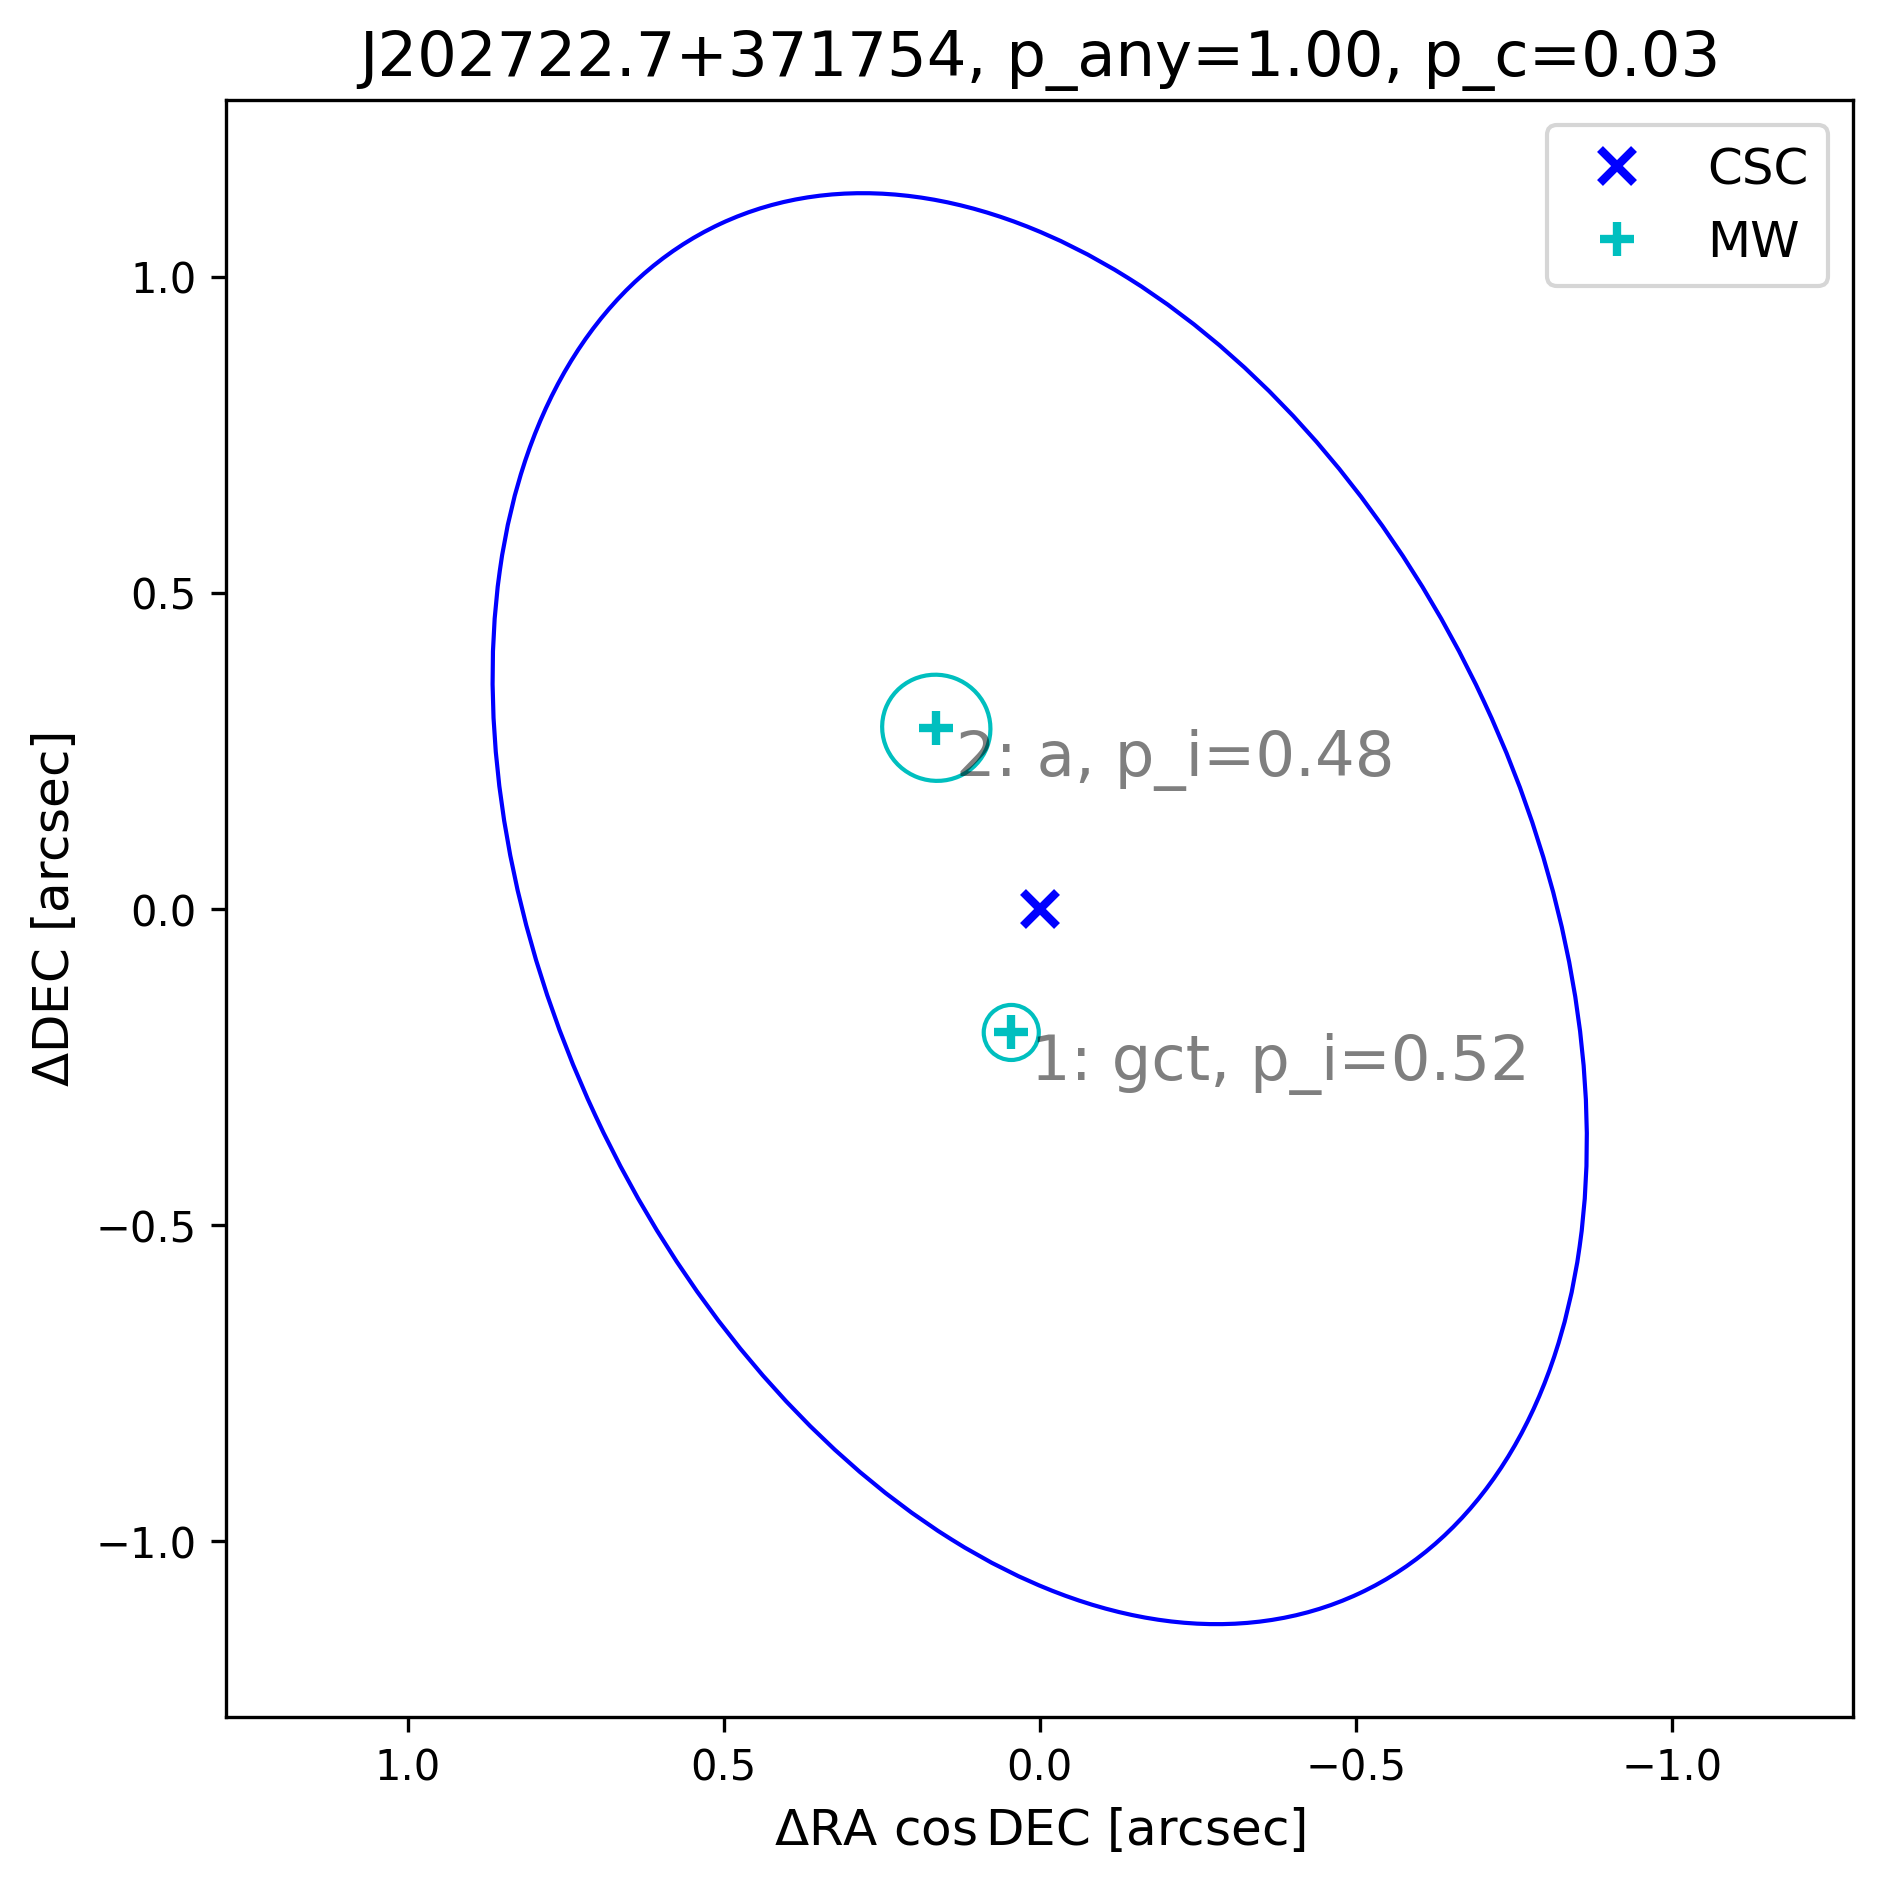 J202722.7+371754, p_any=1.00, p_c=0.03
CSC
MW
1.0
0.5
0.0
−0.5
−1.0
ΔDEC [arcsec]
2: a, p_i=0.48
1: gct, p_i=0.52
1.0 0.5 0.0 −0.5 −1.0
ΔRA cos DEC [arcsec]